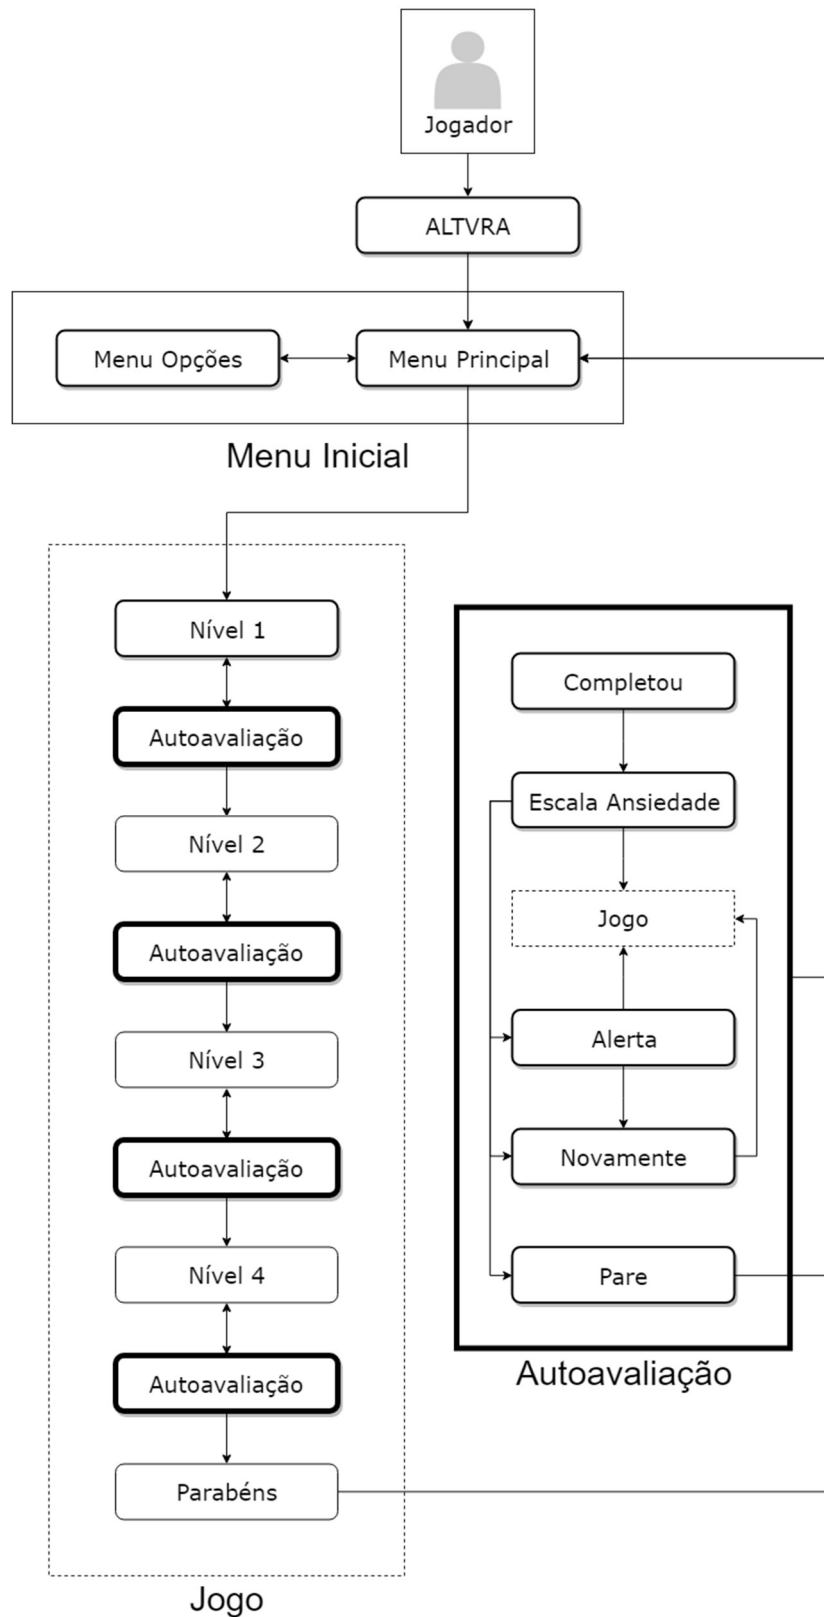 Jogador
ALTVRA
Menu Opções
Menu Principal
Menu Inicial
Nível 1
Autoavaliação
Nível 2
Autoavaliação
Nível 3
Autoavaliação
Nível 4
Autoavaliação
Parabéns
Jogo
Completou
Escala Ansiedade
Jogo
Alerta
Novamente
Pare
Autoavaliação